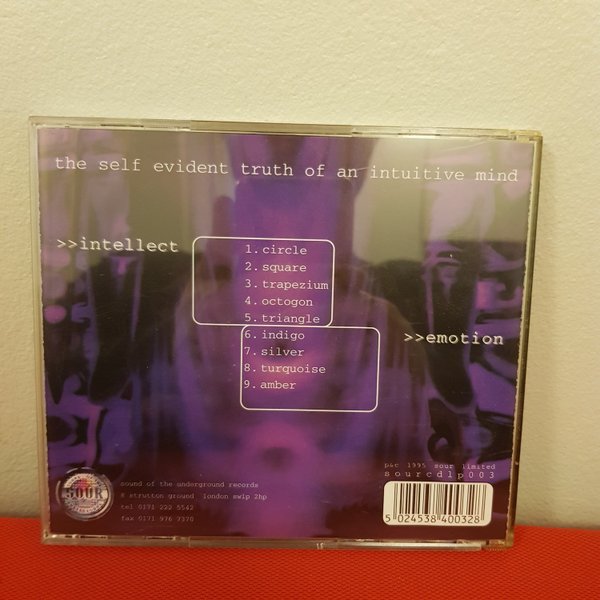 the self evident truth of an intuitive mind
>>intellect
1. circle
2. square
3. trapezium
4. octogon
5. triangle
6. indigo
7. silver
8. turquoise
9. amber
>>emotion
p&c 1995 sour limited
sourcdlp003
SOUR
sound of the underground records
8 strutton ground london sw1p 2hp
tel 0171 222 5542
fax 0171 976 7370
5 024538 400328